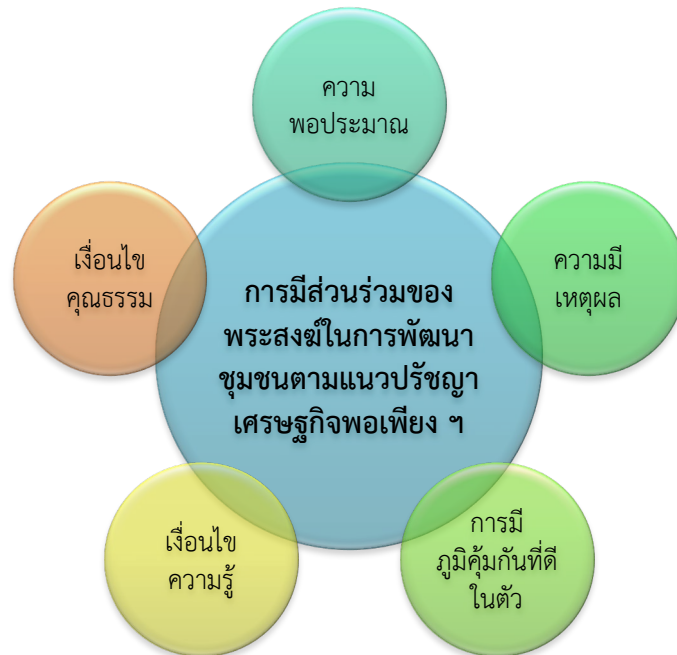 ความ
พอประมาณ
ความมี
เหตุผล
การมี
ภูมิคุ้มกันที่ดี
ในตัว
เงื่อนไข
ความรู้
เงื่อนไข
คุณธรรม
การมีส่วนร่วมของ
พระสงฆ์ในการพัฒนา
ชุมชนตามแนวปรัชญา
เศรษฐกิจพอเพียง ฯ